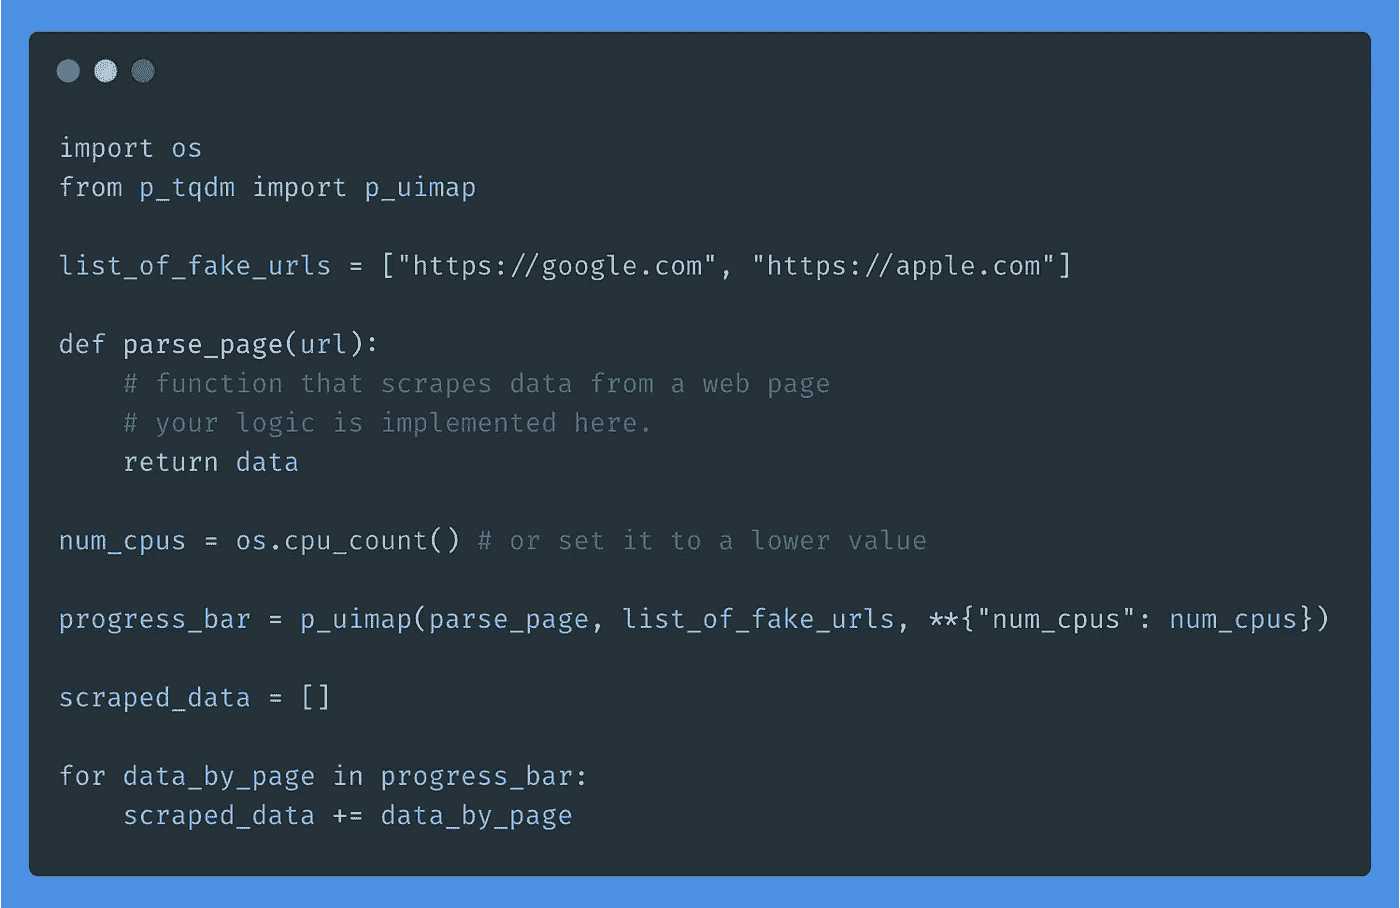 import os
from p_tqdm import p_uimap
list_of_fake_urls = ["https://google.com", "https://apple.com"]
def parse_page(url):
    # function that scrapes data from a web page
    # your logic is implemented here.
    return data
num_cpus = os.cpu_count() # or set it to a lower value
progress_bar = p_uimap(parse_page, list_of_fake_urls, **{"num_cpus": num_cpus})
scraped_data = []
for data_by_page in progress_bar:
    scraped_data += data_by_page